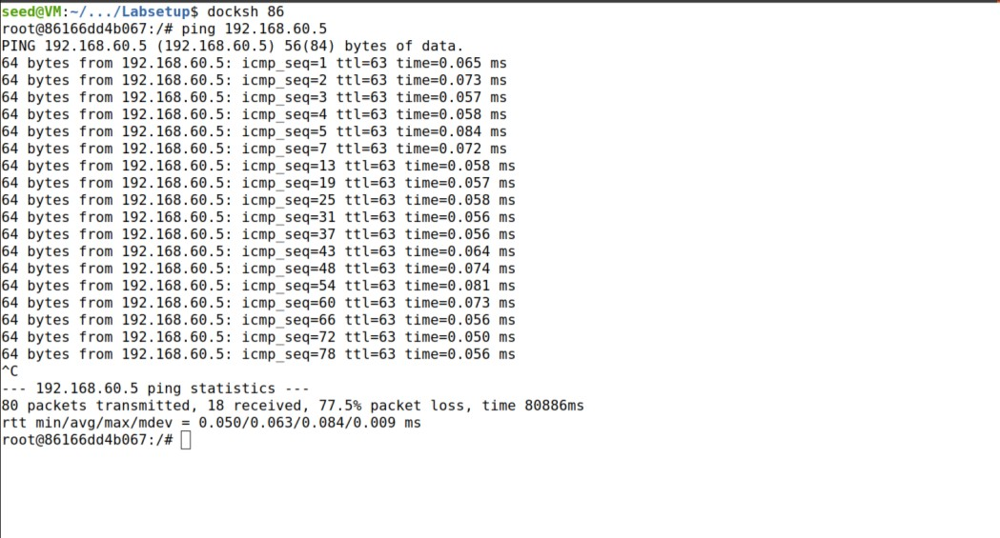 seed@VM:~/.../Labsetup$ docksh 86
root@86166dd4b067:/# ping 192.168.60.5
PING 192.168.60.5 (192.168.60.5) 56(84) bytes of data.
64 bytes from 192.168.60.5: icmp_seq=1 ttl=63 time=0.065 ms
64 bytes from 192.168.60.5: icmp_seq=2 ttl=63 time=0.073 ms
64 bytes from 192.168.60.5: icmp_seq=3 ttl=63 time=0.057 ms
64 bytes from 192.168.60.5: icmp_seq=4 ttl=63 time=0.058 ms
64 bytes from 192.168.60.5: icmp_seq=5 ttl=63 time=0.084 ms
64 bytes from 192.168.60.5: icmp_seq=7 ttl=63 time=0.072 ms
64 bytes from 192.168.60.5: icmp_seq=13 ttl=63 time=0.058 ms
64 bytes from 192.168.60.5: icmp_seq=19 ttl=63 time=0.057 ms
64 bytes from 192.168.60.5: icmp_seq=25 ttl=63 time=0.058 ms
64 bytes from 192.168.60.5: icmp_seq=31 ttl=63 time=0.056 ms
64 bytes from 192.168.60.5: icmp_seq=37 ttl=63 time=0.056 ms
64 bytes from 192.168.60.5: icmp_seq=43 ttl=63 time=0.064 ms
64 bytes from 192.168.60.5: icmp_seq=48 ttl=63 time=0.074 ms
64 bytes from 192.168.60.5: icmp_seq=54 ttl=63 time=0.081 ms
64 bytes from 192.168.60.5: icmp_seq=60 ttl=63 time=0.073 ms
64 bytes from 192.168.60.5: icmp_seq=66 ttl=63 time=0.056 ms
64 bytes from 192.168.60.5: icmp_seq=72 ttl=63 time=0.050 ms
64 bytes from 192.168.60.5: icmp_seq=78 ttl=63 time=0.056 ms
^C
--- 192.168.60.5 ping statistics ---
80 packets transmitted, 18 received, 77.5% packet loss, time 80886ms
rtt min/avg/max/mdev = 0.050/0.063/0.084/0.009 ms
root@86166dd4b067:/#